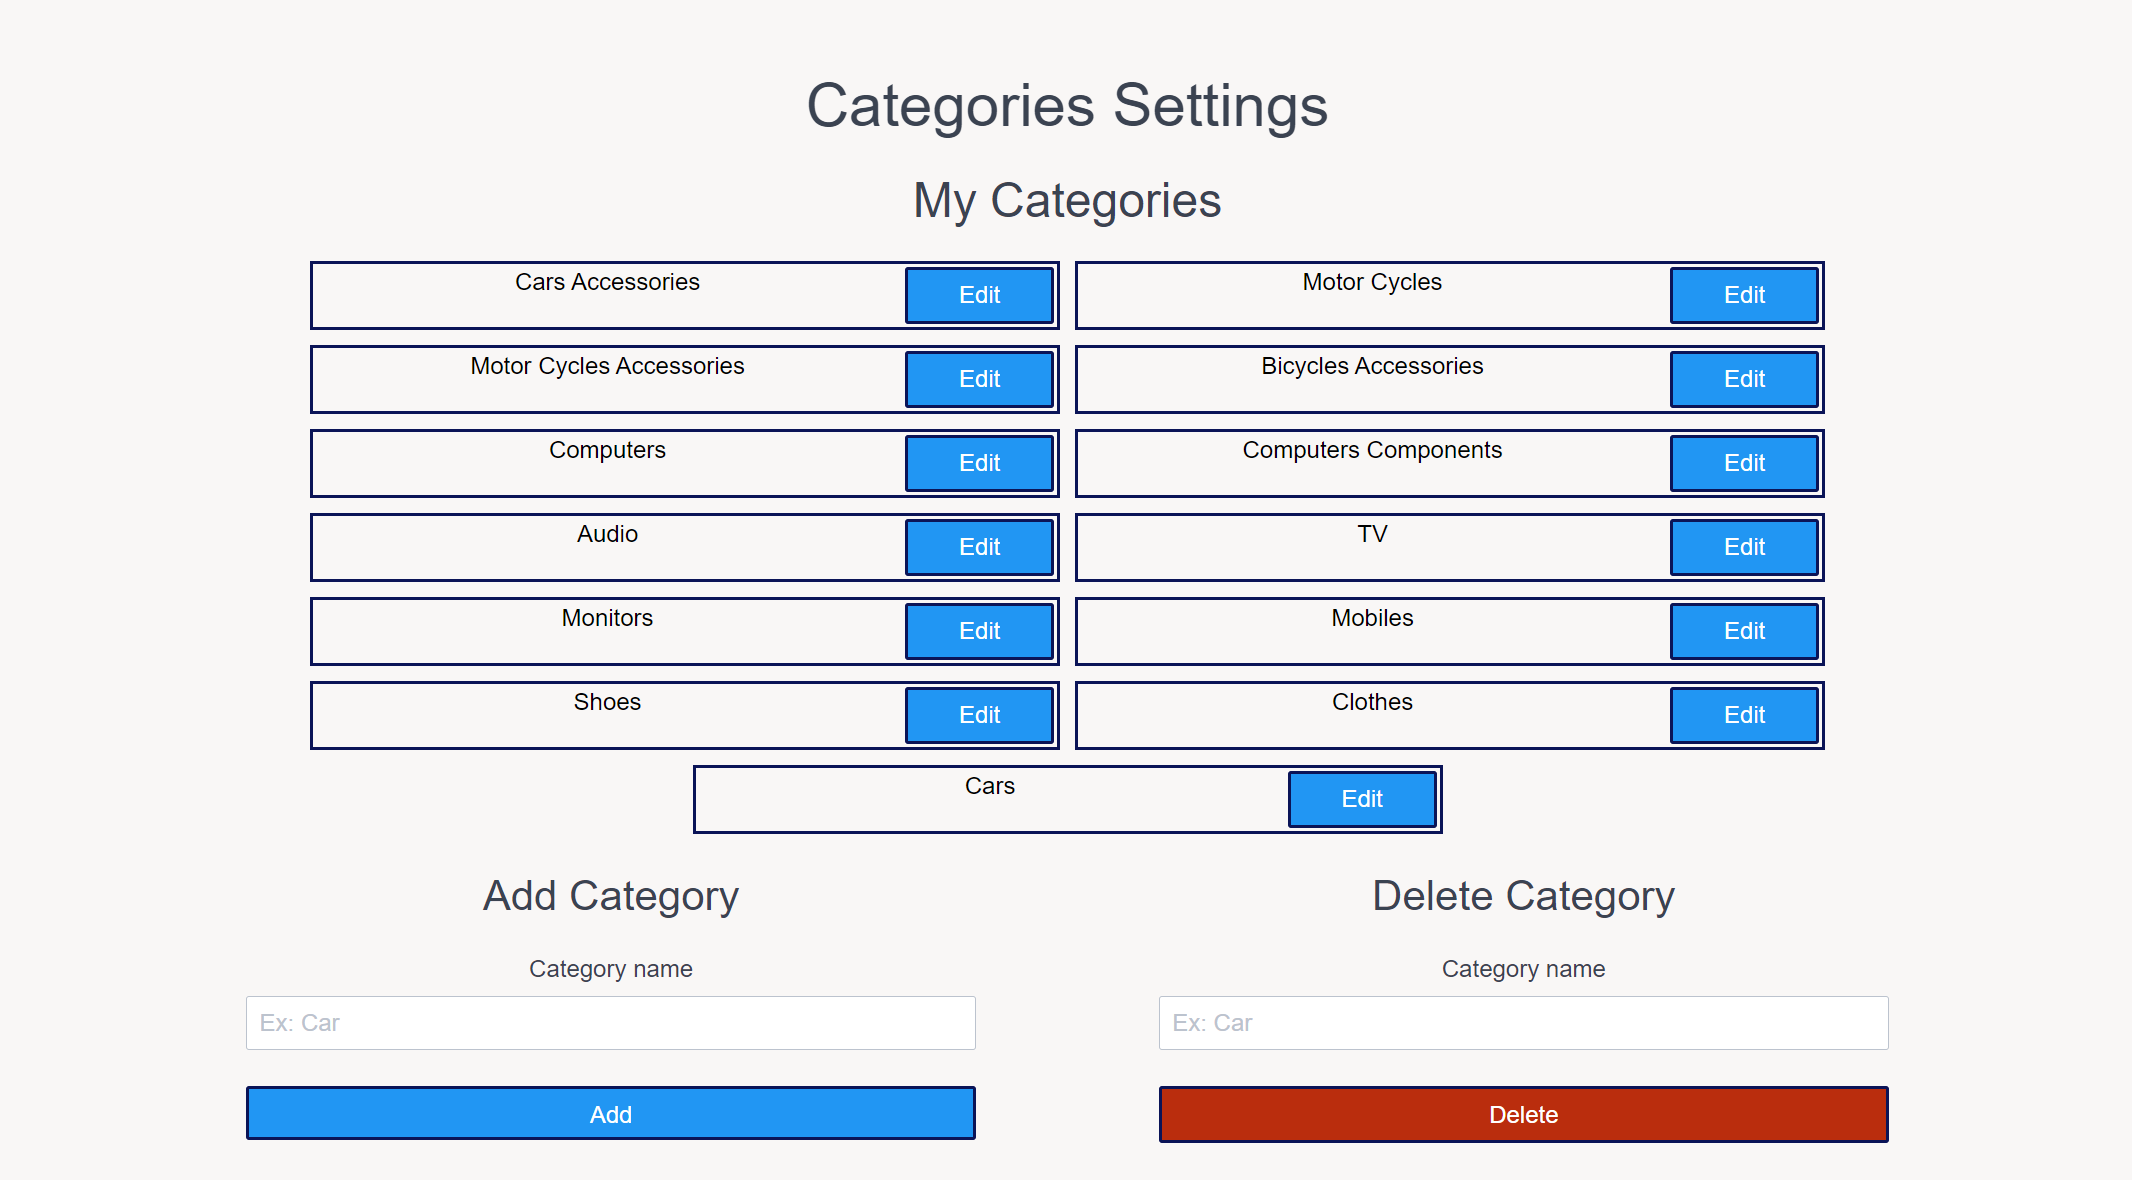 Categories Settings
My Categories
Cars Accessories Edit Motor Cycles Edit
Motor Cycles Accessories Edit Bicycles Accessories Edit
Computers Edit Computers Components Edit
Audio Edit TV Edit
Monitors Edit Mobiles Edit
Shoes Edit Clothes Edit
Cars Edit
Add Category
Category name
Ex: Car
Add
Delete Category
Category name
Ex: Car
Delete